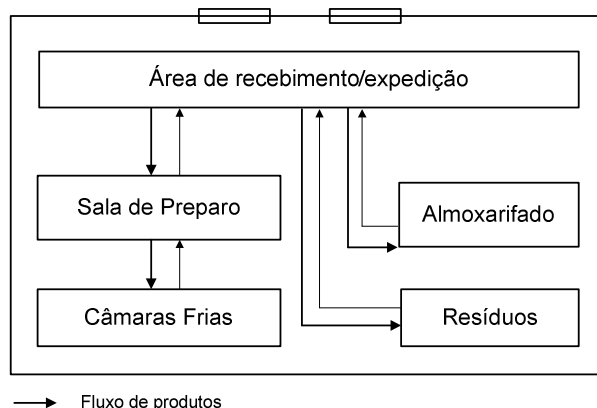 Área de recebimento/expedição
Sala de Preparo
Almoxarifado
Câmaras Frias
Resíduos
Fluxo de produtos